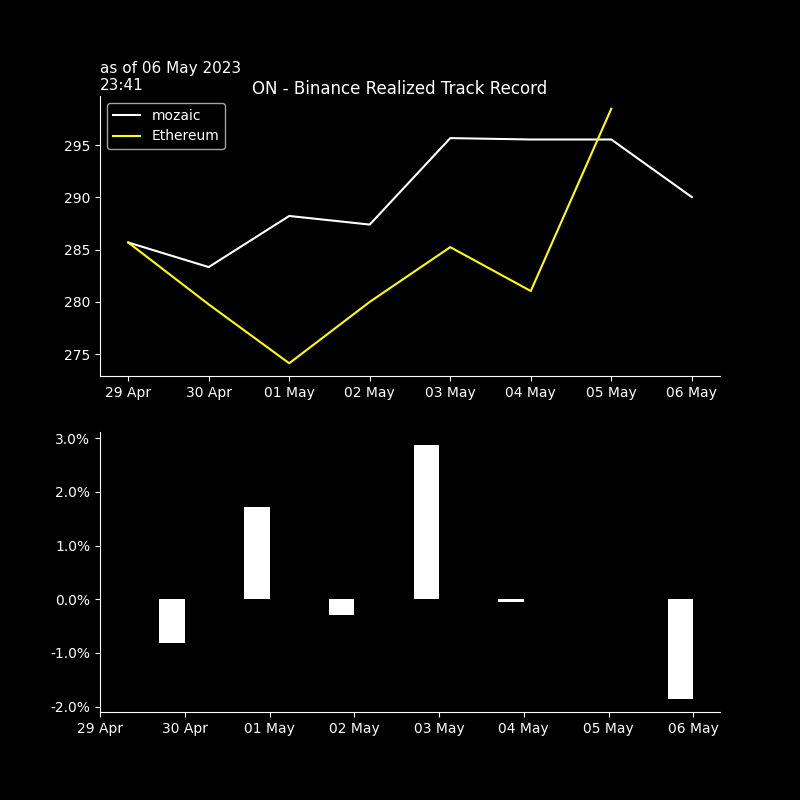 as of 06 May 2023
23:41
ON - Binance Realized Track Record
mozaic
Ethereum
295
290
285
280
275
29 Apr 30 Apr 01 May 02 May 03 May 04 May 05 May 06 May
3.0%
2.0%
1.0%
0.0%
-1.0%
-2.0%
29 Apr 30 Apr 01 May 02 May 03 May 04 May 05 May 06 May